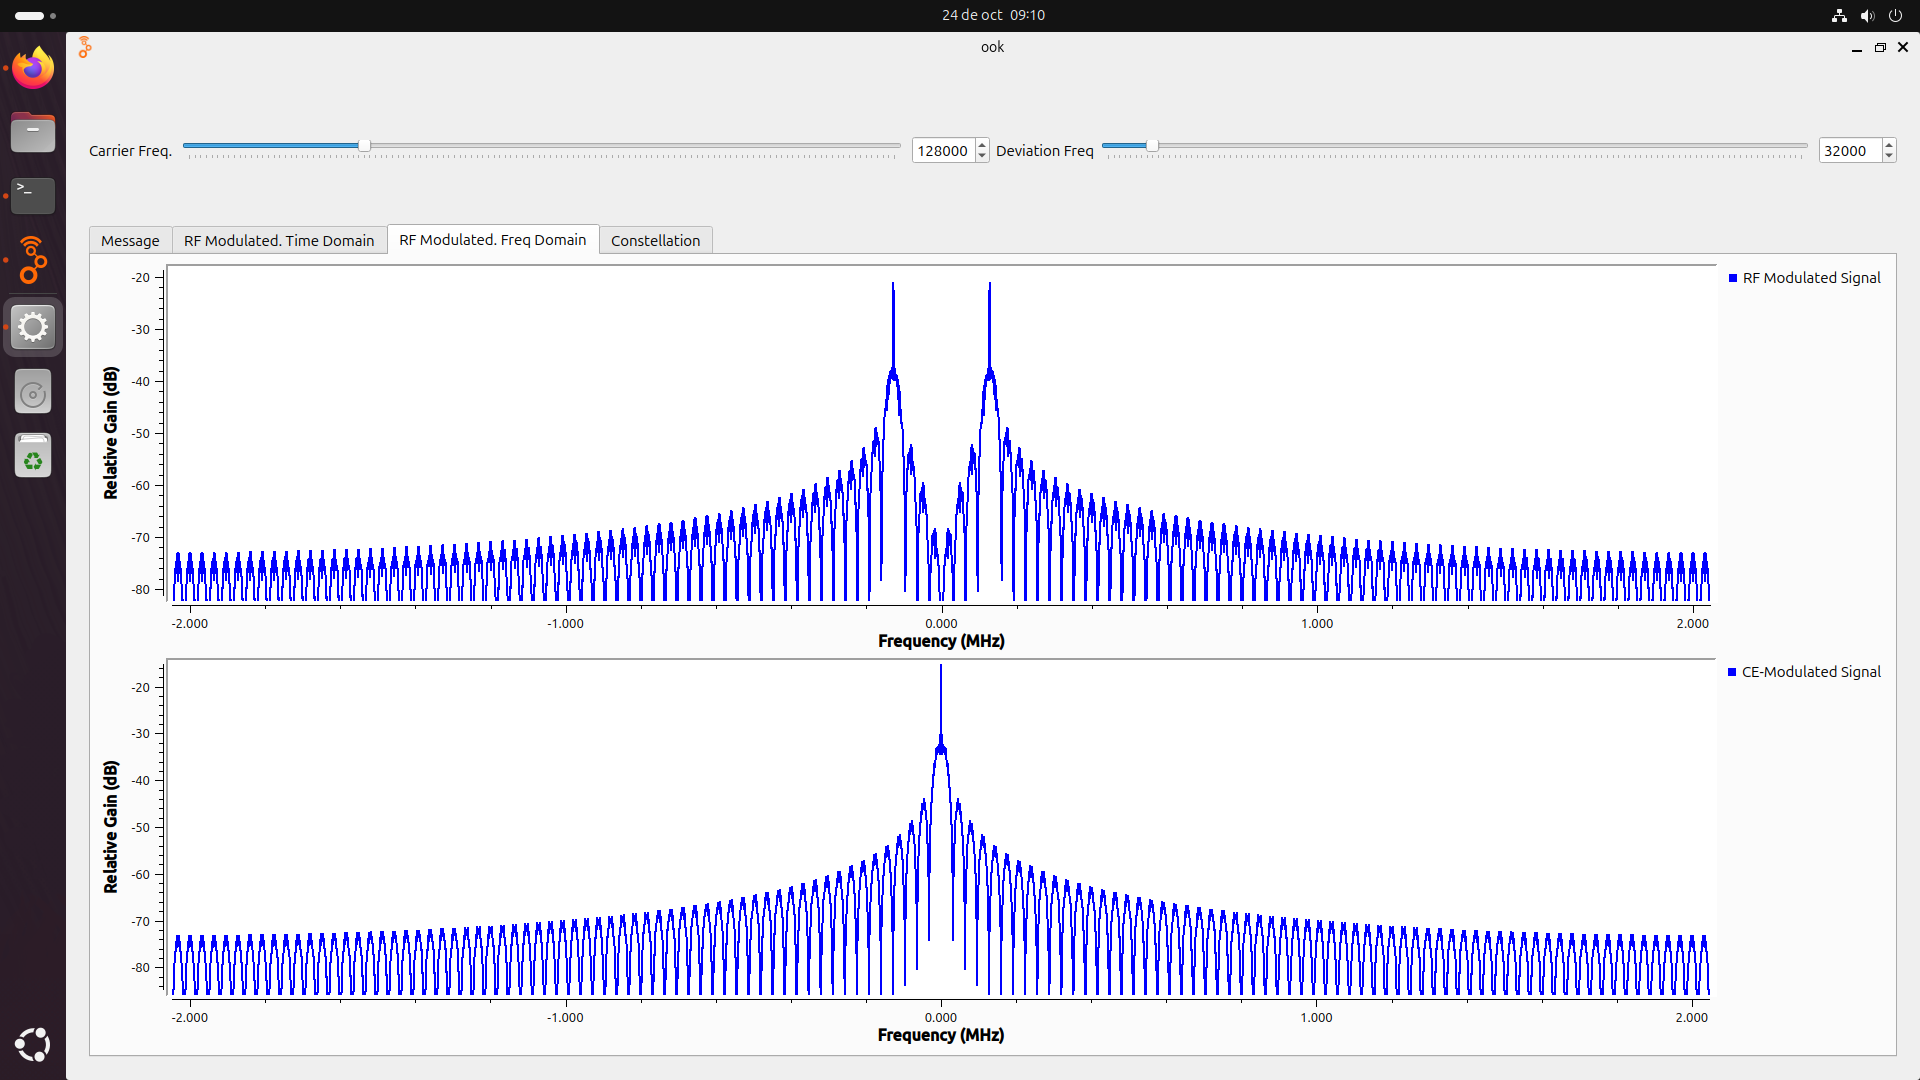 24 de oct 09:10
ook
Carrier Freq.
128000
Deviation Freq
32000
Message
RF Modulated. Time Domain
RF Modulated. Freq Domain
Constellation
-20
-30
-40
-50
-60
-70
-80
Relative Gain (dB)
-2.000
-1.000
0.000
1.000
2.000
Frequency (MHz)
RF Modulated Signal
-20
-30
-40
-50
-60
-70
-80
Relative Gain (dB)
-2.000
-1.000
0.000
1.000
2.000
Frequency (MHz)
CE-Modulated Signal